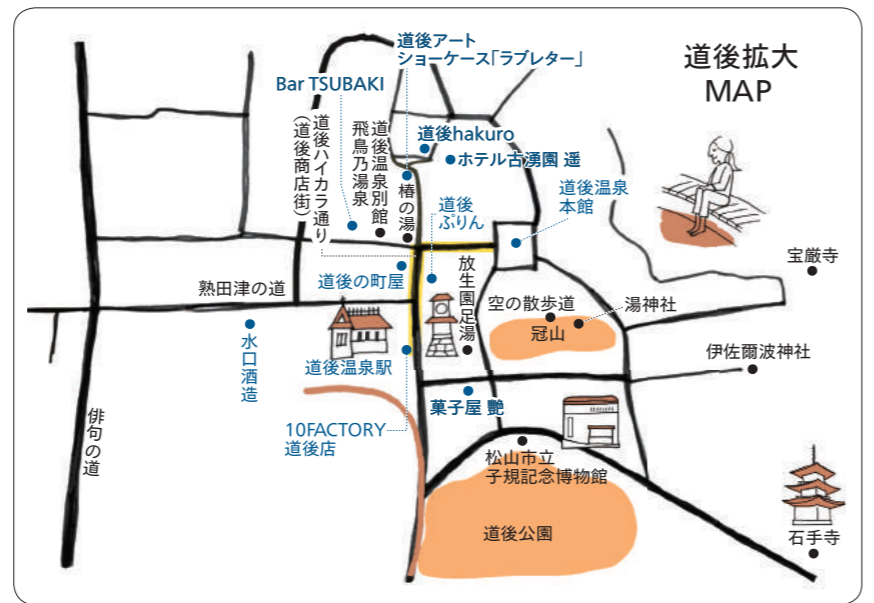 道後拡大
MAP
道後アート
ショーケース「ラブレター」
Bar TSUBAKI
道後hakuro
ホテル古湧園 遥
道後ハイカラ通り
(道後商店街)
道後温泉別館
飛鳥乃湯泉
椿の湯
道後
ぷりん
道後温泉
本館
宝厳寺
熟田津の道
道後の町屋
放生園足湯
空の散歩道
湯神社
冠山
水口酒造
道後温泉駅
伊佐爾波神社
俳句の道
10FACTORY
道後店
菓子屋 艶
松山市立
子規記念博物館
道後公園
石手寺